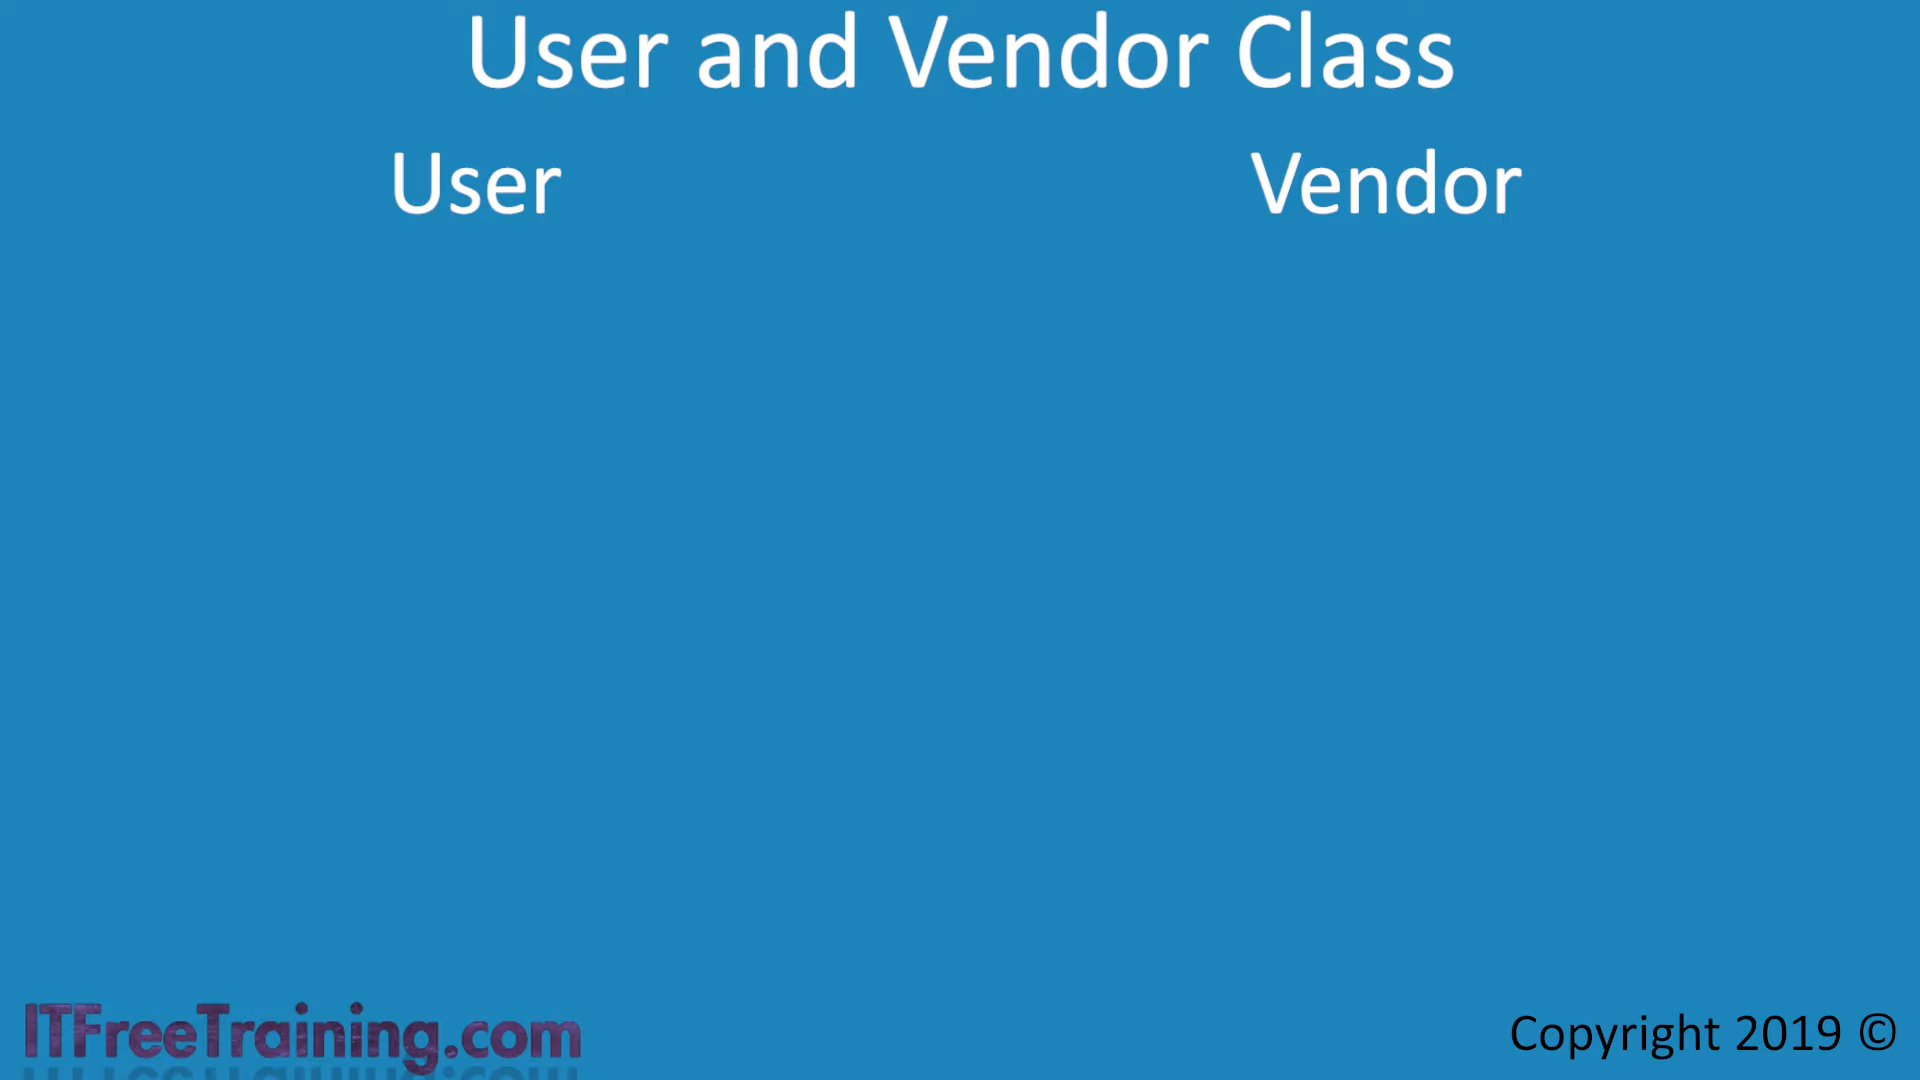 User and Vendor Class
User
Vendor
ITFreeTraining.com
Copyright 2019 ©